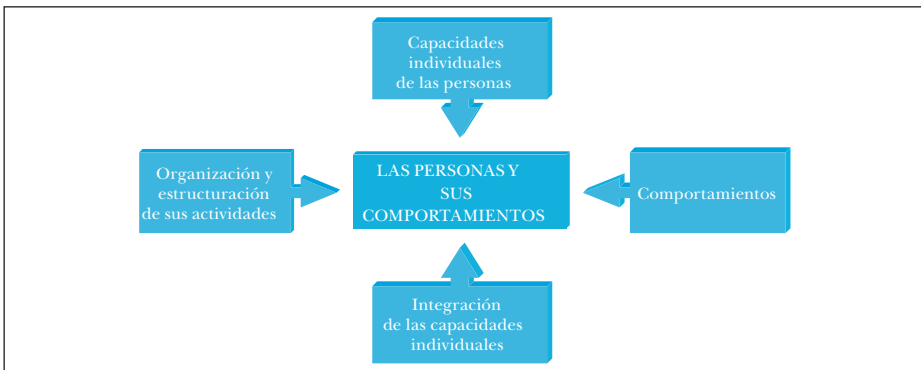 Capacidades
individuales
de las personas
Organización y
estructuración
de sus actividades
LAS PERSONAS Y
SUS
COMPORTAMIENTOS
Comportamientos
Integración
de las capacidades
individuales